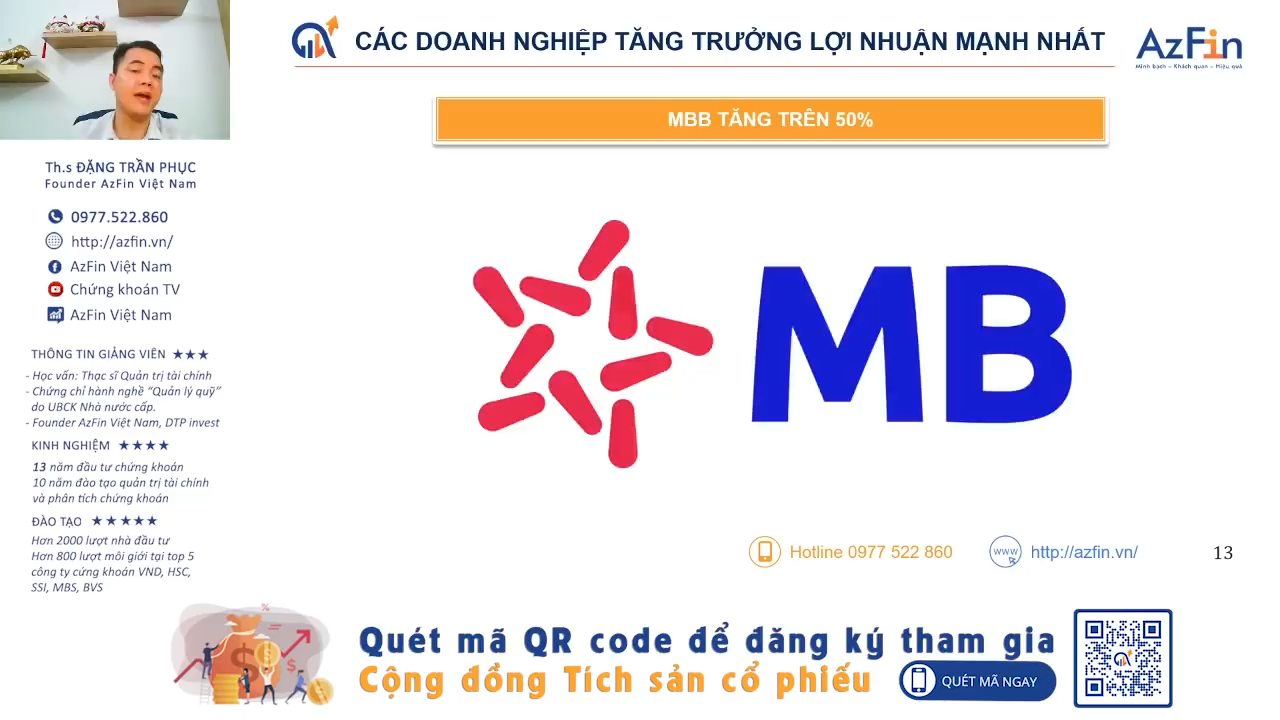 CÁC DOANH NGHIỆP TĂNG TRƯỞNG LỢI NHUẬN MẠNH NHẤT
AzFin
Minh bạch – Khách quan – Hiệu quả
MBB TĂNG TRÊN 50%
Th.s ĐẶNG TRẦN PHỤC
Founder AzFin Việt Nam
0977.522.860
http://azfin.vn/
AzFin Việt Nam
Chứng khoán TV
AzFin Việt Nam
THÔNG TIN GIẢNG VIÊN ★★★
- Học vấn: Thạc sĩ Quản trị tài chính
- Chứng chỉ hành nghề “Quản lý quỹ”
do UBCK Nhà nước cấp.
- Founder AzFin Việt Nam, DTP invest
KINH NGHIỆM ★★★★
13 năm đầu tư chứng khoán
10 năm đào tạo quản trị tài chính
và phân tích chứng khoán
ĐÀO TẠO ★★★★★
Hơn 2000 lượt nhà đầu tư
Hơn 800 lượt môi giới tại top 5
công ty cứng khoán VND, HSC,
SSI, MBS, BVS
MB
Hotline 0977 522 860
www
http://azfin.vn/
13
Quét mã QR code để đăng ký tham gia
Cộng đồng Tích sản cổ phiếu
QUÉT MÃ NGAY